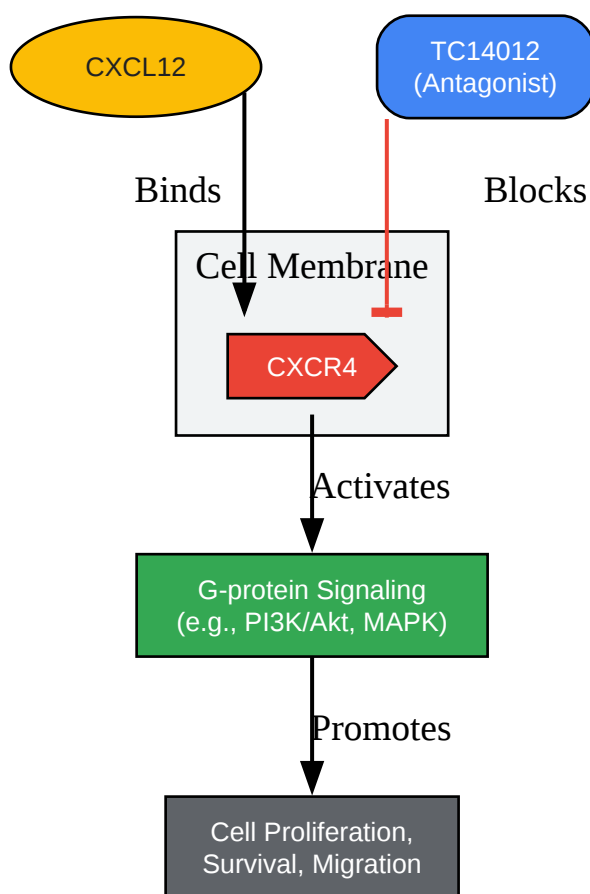 CXCL12
TC14012
(Antagonist)
Binds
Blocks
Cell Membrane
CXCR4
Activates
G-protein Signaling
(e.g., PI3K/Akt, MAPK)
Promotes
Cell Proliferation,
Survival, Migration